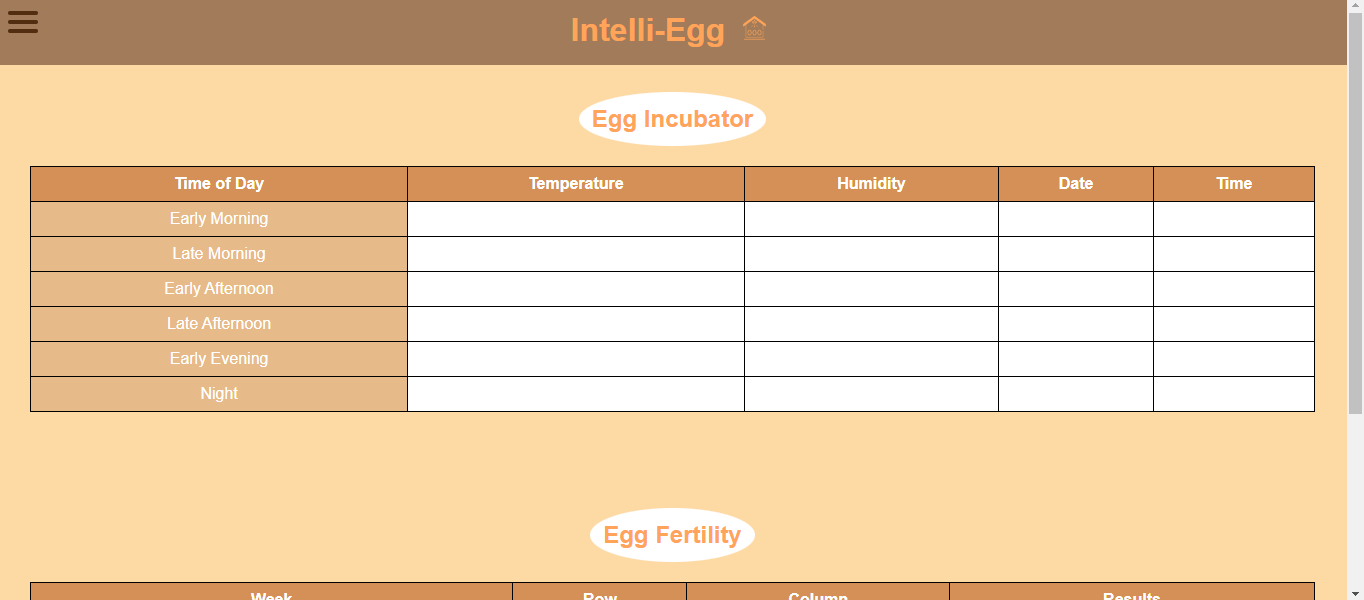 Intelli-Egg
Egg Incubator
Time of Day Temperature Humidity Date Time
Early Morning
Late Morning
Early Afternoon
Late Afternoon
Early Evening
Night
Egg Fertility
Week Row Column Results